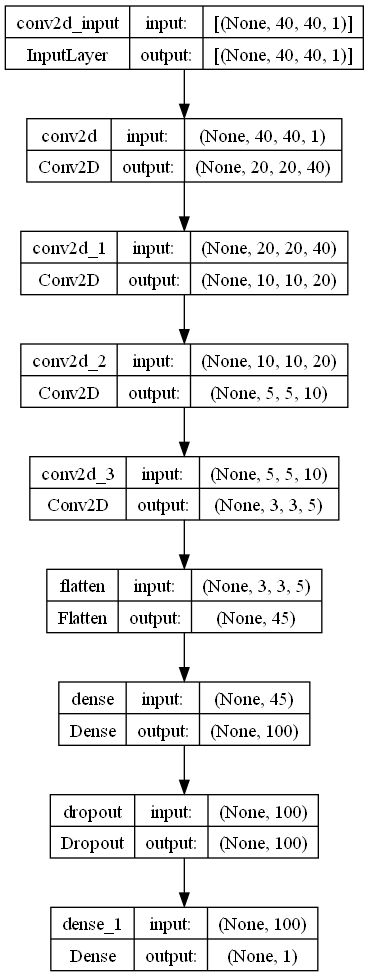 conv2d_input input: [(None, 40, 40, 1)]
InputLayer output: [(None, 40, 40, 1)]
conv2d input: (None, 40, 40, 1)
Conv2D output: (None, 20, 20, 40)
conv2d_1 input: (None, 20, 20, 40)
Conv2D output: (None, 10, 10, 20)
conv2d_2 input: (None, 10, 10, 20)
Conv2D output: (None, 5, 5, 10)
conv2d_3 input: (None, 5, 5, 10)
Conv2D output: (None, 3, 3, 5)
flatten input: (None, 3, 3, 5)
Flatten output: (None, 45)
dense input: (None, 45)
Dense output: (None, 100)
dropout input: (None, 100)
Dropout output: (None, 100)
dense_1 input: (None, 100)
Dense output: (None, 1)